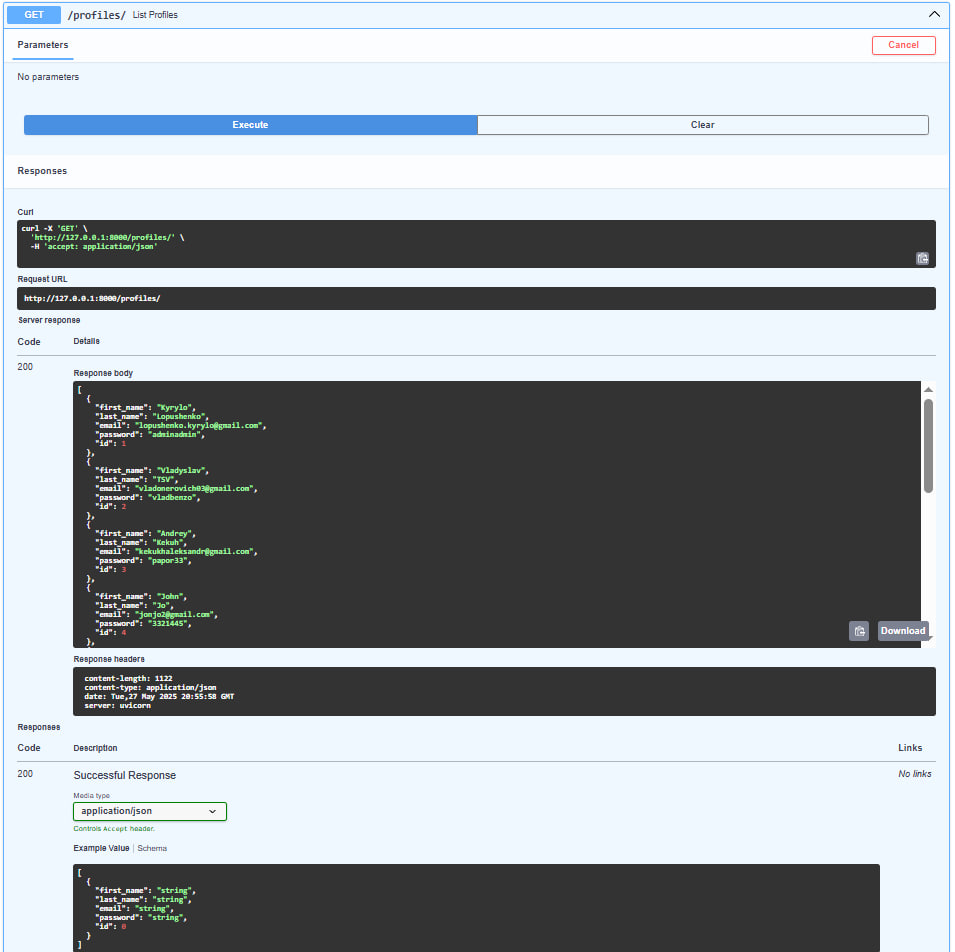 GET /profiles/ List Profiles
Parameters
Cancel
No parameters
Execute
Clear
Responses
Curl
curl -X 'GET' \
'http://127.0.0.1:8000/profiles/' \
-H 'accept: application/json'
Request URL
http://127.0.0.1:8000/profiles/
Server response
Code Details
200
Response body
[
{
"first_name": "Kyrylo",
"last_name": "Lopushenko",
"email": "lopushenko.kyrylo@gmail.com",
"password": "adminadmin",
"id": 1
},
{
"first_name": "Vladyslav",
"last_name": "TSV",
"email": "vladonerovich03@gmail.com",
"password": "vladbenzo",
"id": 2
},
{
"first_name": "Andrey",
"last_name": "Kekuh",
"email": "kekukhaleksandr@gmail.com",
"password": "papor33",
"id": 3
},
{
"first_name": "John",
"last_name": "Jo",
"email": "jonjo2@gmail.com",
"password": "3321445",
"id": 4
},
Download
Response headers
content-length: 1122
content-type: application/json
date: Tue,27 May 2025 20:55:58 GMT
server: uvicorn
Responses
Code Description Links
200 Successful Response No links
Media type
application/json
Controls Accept header.
Example Value Schema
[
{
"first_name": "string",
"last_name": "string",
"email": "string",
"password": "string",
"id": 0
}
]